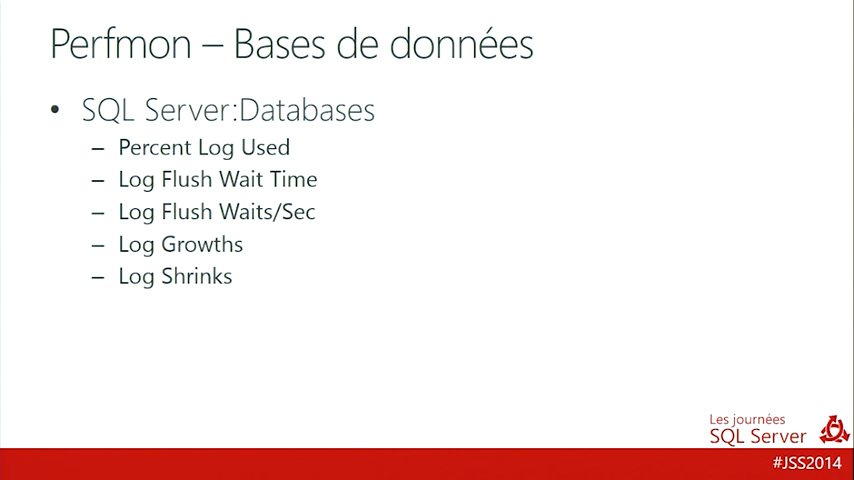 Perfmon – Bases de données
• SQL Server:Databases
– Percent Log Used
– Log Flush Wait Time
– Log Flush Waits/Sec
– Log Growths
– Log Shrinks
Les journées
SQL Server
#JSS2014